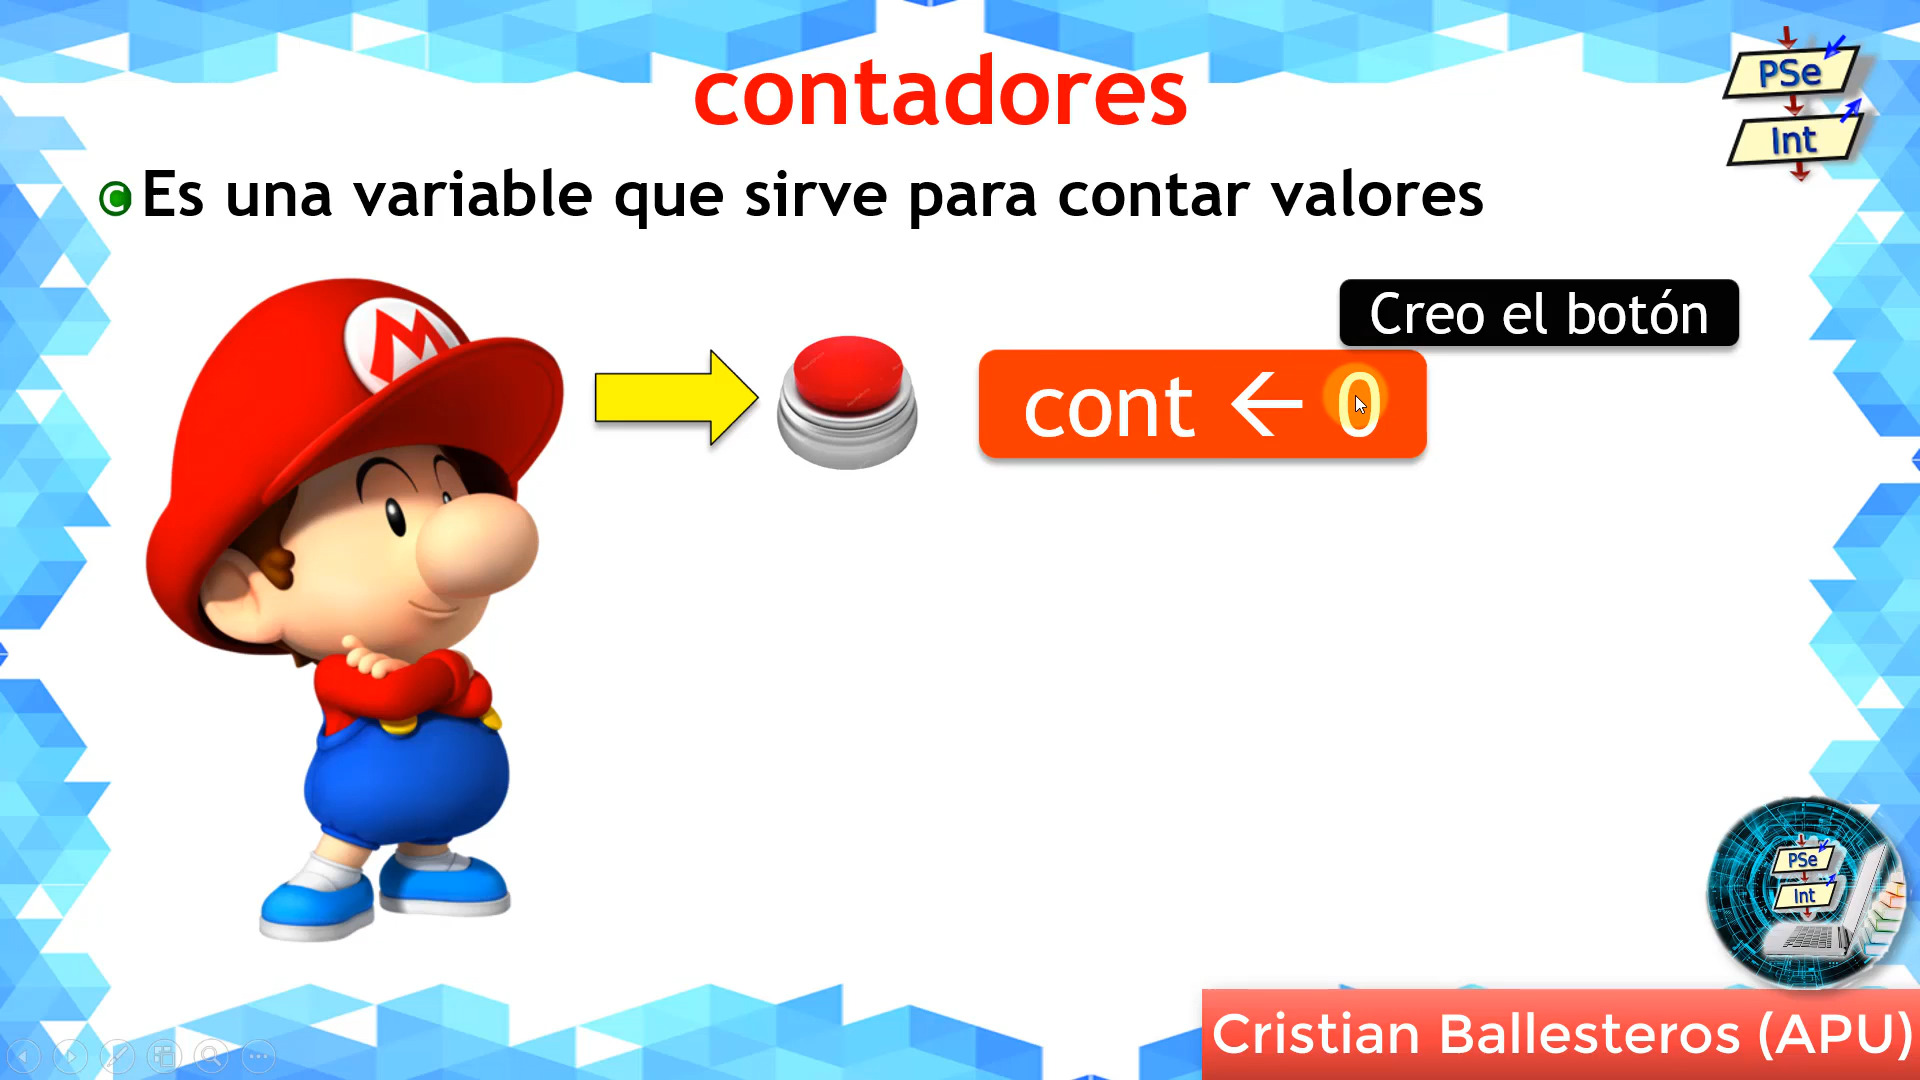 contadores
PSe
Int
Es una variable que sirve para contar valores
M
Creo el botón
cont ← 0
PSe
Int
Cristian Ballesteros (APU)